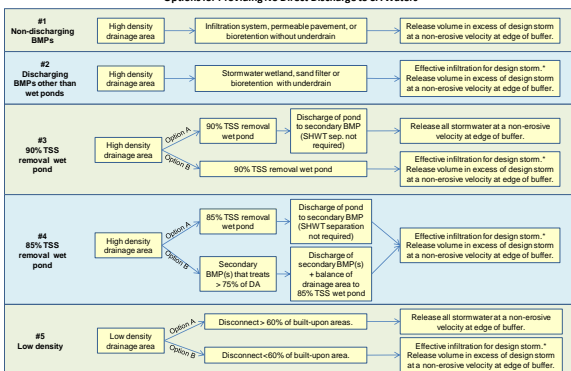 #1
Non-discharging
BMPs
High density
drainage area
Infiltration system, permeable pavement, or
bioretention without underdrain
Release volume in excess of design storm
at a non-erosive velocity at edge of buffer.
#2
Discharging
BMPs other than
wet ponds
High density
drainage area
Stormwater wetland, sand filter or
bioretention with underdrain
Effective infiltration for design storm.*
Release volume in excess of design storm
at a non-erosive velocity at edge of buffer.
#3
90% TSS
removal wet
pond
High density
drainage area
Option A
90% TSS removal
wet pond
Discharge of pond
to secondary BMP
(SHWT sep. not
required)
Release all stormwater at a non-erosive
velocity at edge of buffer.
Option B
90% TSS removal wet pond
Effective infiltration for design storm.*
Release volume in excess of design storm
at a non-erosive velocity at edge of buffer.
#4
85% TSS
removal wet
pond
High density
drainage area
Option A
85% TSS removal
wet pond
Discharge of pond
to secondary BMP
(SHWT separation
not required)
Option B
Secondary
BMP(s) that treats
> 75% of DA
Discharge of
secondary BMP(s)
+ balance of
drainage area to
85% TSS wet pond
Effective infiltration for design storm.*
Release volume in excess of design storm
at a non-erosive velocity at edge of buffer.
#5
Low density
Low density
drainage area
Option A
Disconnect > 60% of built-upon areas.
Release all stormwater at a non-erosive
velocity at edge of buffer.
Option B
Disconnect<60% of built-upon area.
Effective infiltration for design storm.*
Release volume in excess of design storm
at a non-erosive velocity at edge of buffer.